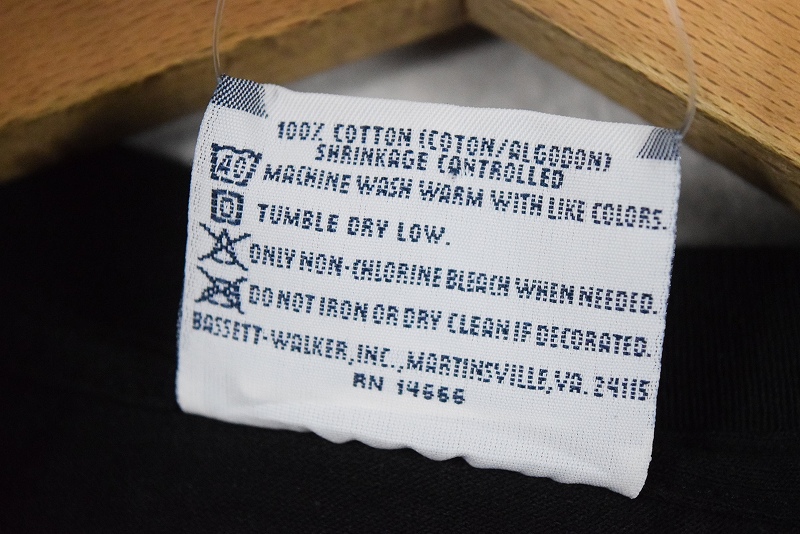 100% COTTON (COTON/ALGODON)
SHRINKAGE CONTROLLED
40 MACHINE WASH WARM WITH LIKE COLORS.
TUMBLE DRY LOW.
ONLY NON-CHLORINE BLEACH WHEN NEEDED.
DO NOT IRON OR DRY CLEAN IF DECORATED.
BASSETT-WALKER, INC., MARTINSVILLE, VA. 24115
RN 14666